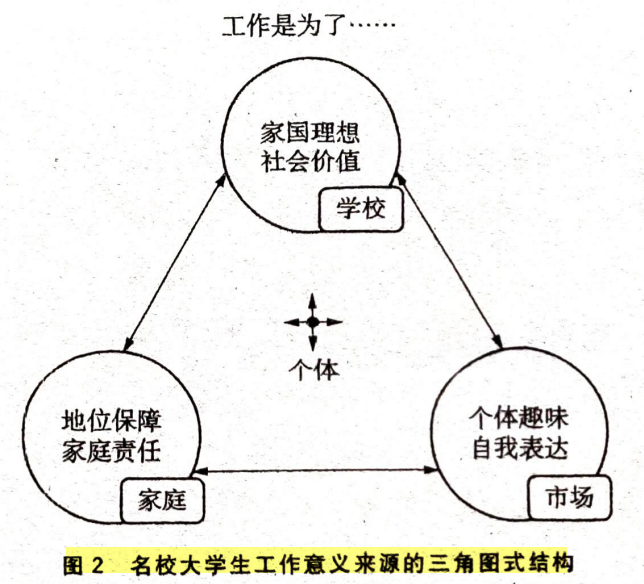 工作是为了……
家国理想
社会价值
学校
个体
地位保障
家庭责任
家庭
个体趣味
自我表达
市场
图 2 名校大学生工作意义来源的三角图式结构